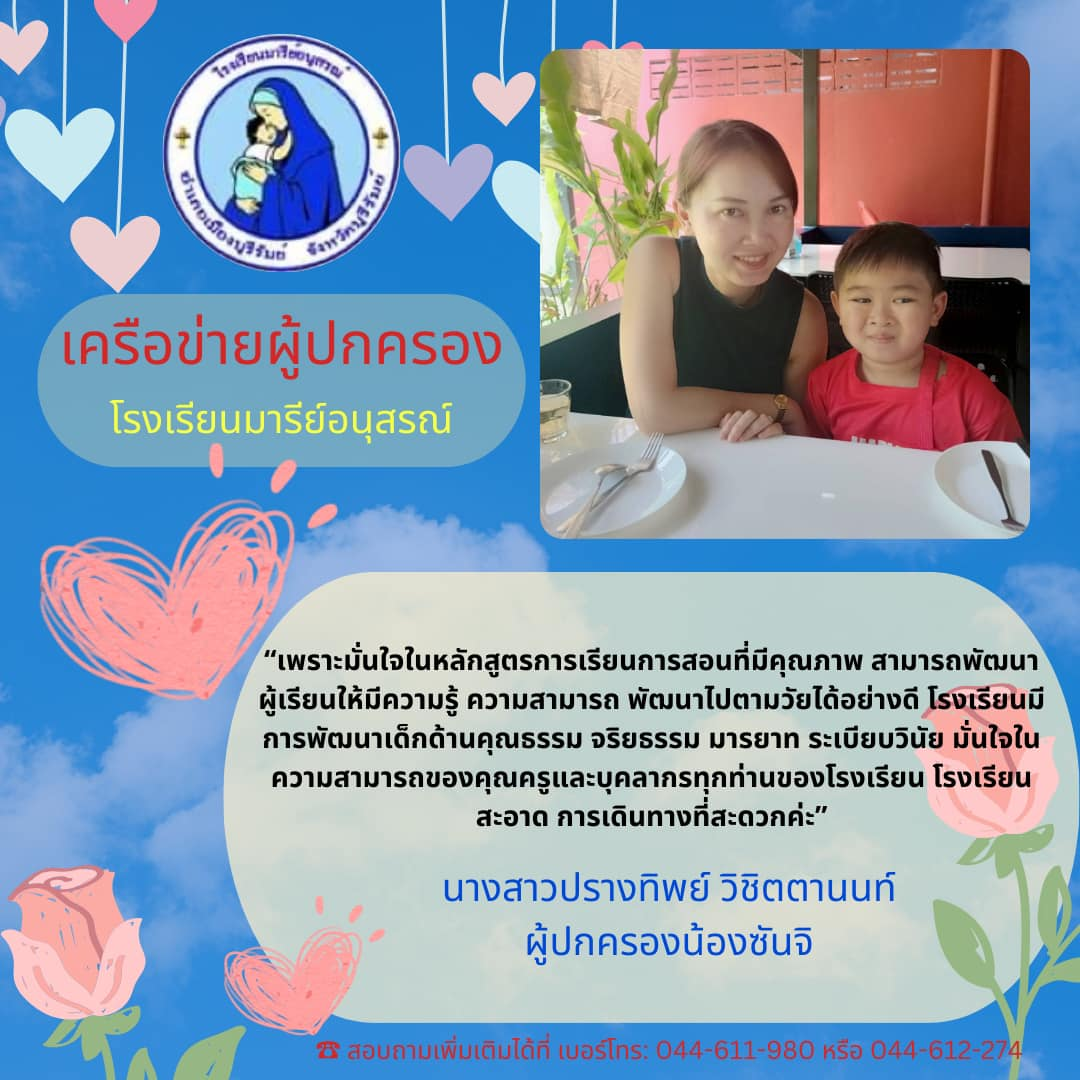 โรงเรียนมารีย์อนุสรณ์
อำเภอเมืองบุรีรัมย์ จังหวัดบุรีรัมย์
เครือข่ายผู้ปกครอง
โรงเรียนมารีย์อนุสรณ์
“เพราะมั่นใจในหลักสูตรการเรียนการสอนที่มีคุณภาพ สามารถพัฒนา
ผู้เรียนให้มีความรู้ ความสามารถ พัฒนาไปตามวัยได้อย่างดี โรงเรียนมี
การพัฒนาเด็กด้านคุณธรรม จริยธรรม มารยาท ระเบียบวินัย มั่นใจใน
ความสามารถของคุณครูและบุคลากรทุกท่านของโรงเรียน โรงเรียน
สะอาด การเดินทางที่สะดวกค่ะ”
นางสาวปรางทิพย์ วิชิตตานนท์
ผู้ปกครองน้องซันจิ
☎ สอบถามเพิ่มเติมได้ที่ เบอร์โทร: 044-611-980 หรือ 044-612-274